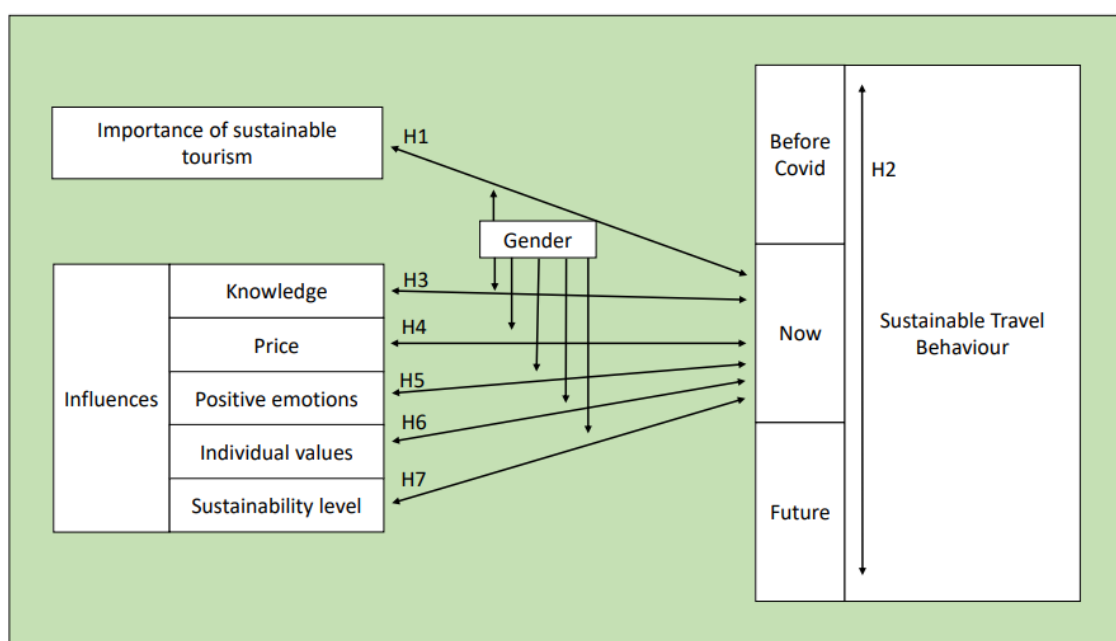 Importance of sustainable
tourism
H1
Gender
Influences
Knowledge
Price
Positive emotions
Individual values
Sustainability level
H3
H4
H5
H6
H7
Before
Covid
Now
Future
H2
Sustainable Travel
Behaviour